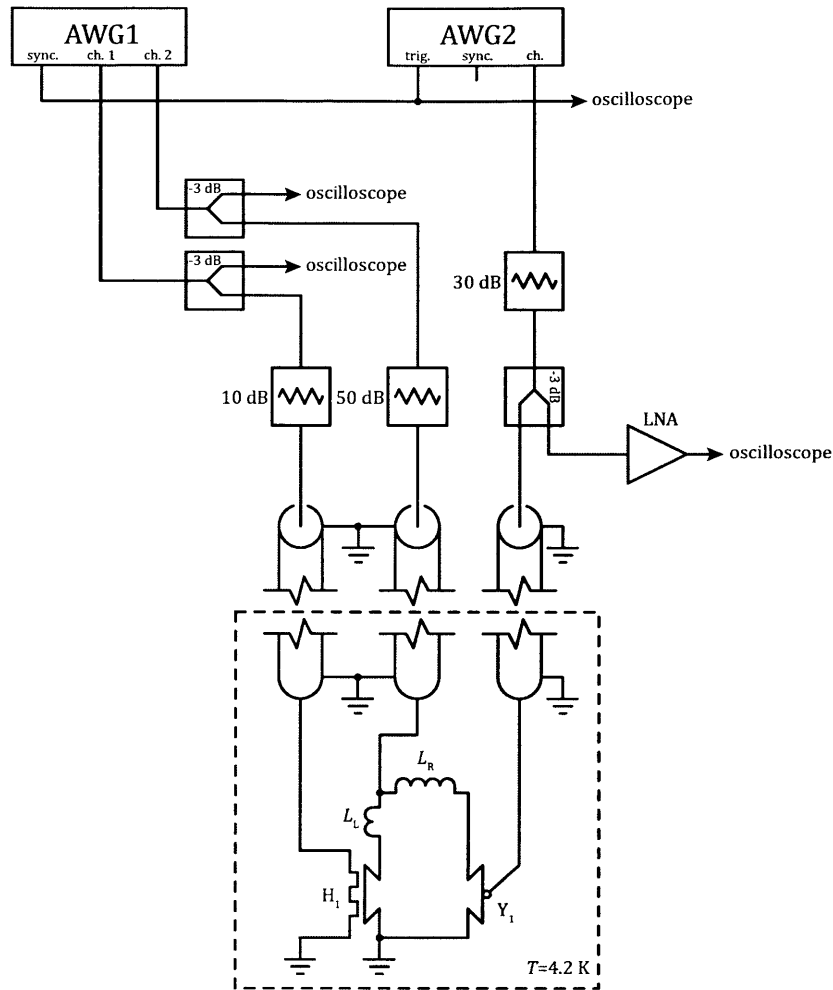 AWG1
sync. ch. 1 ch. 2
AWG2
trig. sync. ch.
oscilloscope
-3 dB
oscilloscope
-3 dB
oscilloscope
30 dB
10 dB
50 dB
-3 dB
LNA
oscilloscope
L_R
L_L
H_1
Y_1
T=4.2 K